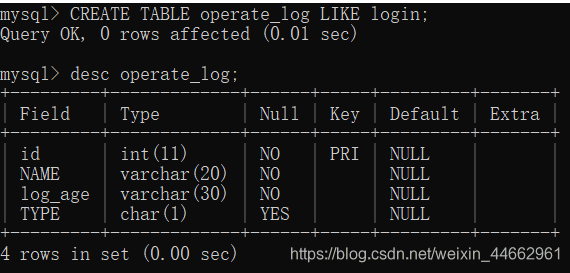 mysql> CREATE TABLE operate_log LIKE login;
Query OK, 0 rows affected (0.01 sec)
mysql> desc operate_log;
+---------+-------------+------+-----+---------+-------+
| Field | Type | Null | Key | Default | Extra |
+---------+-------------+------+-----+---------+-------+
| id | int(11) | NO | PRI | NULL | |
| NAME | varchar(20) | NO | | NULL | |
| log_age | varchar(30) | NO | | NULL | |
| TYPE | char(1) | YES | | NULL | |
+---------+-------------+------+-----+---------+-------+
4 rows in set (0.00 sec)
https://blog.csdn.net/weixin_44662961